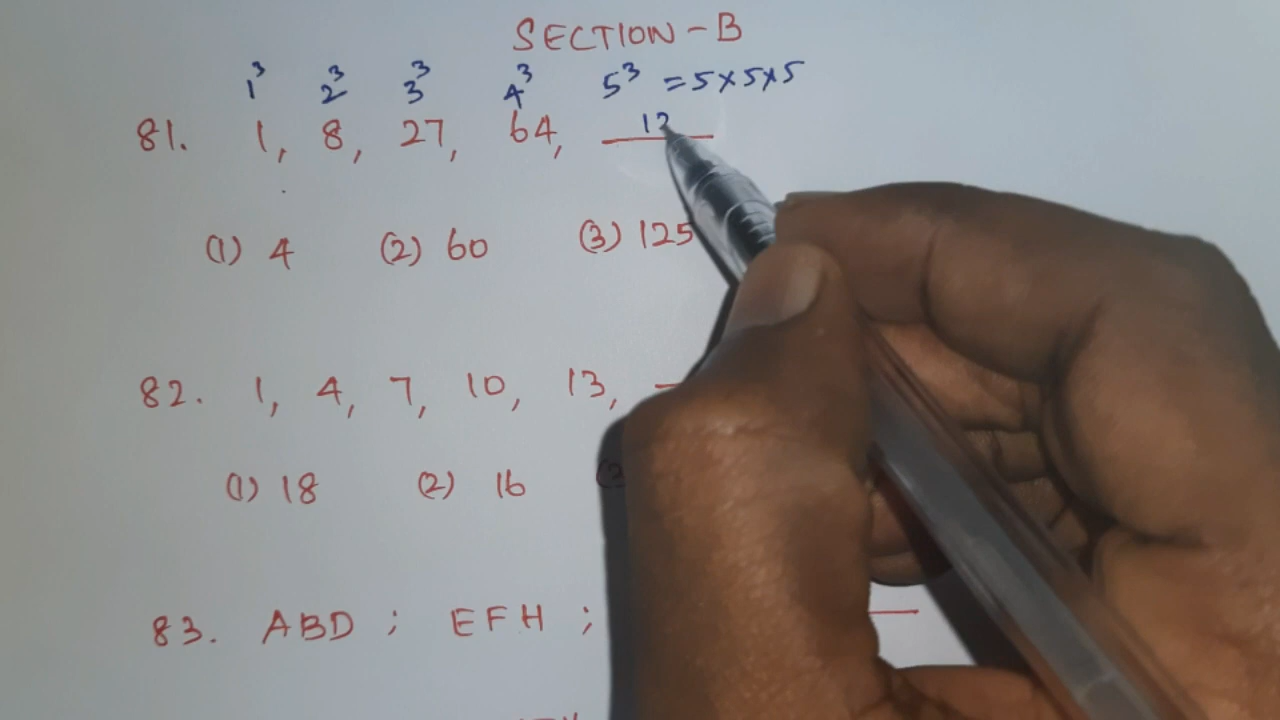 SECTION - B
1³ 2³ 3³ 4³ 5³ = 5×5×5
81. 1, 8, 27, 64, 12
(1) 4 (2) 60 (3) 125
82. 1, 4, 7, 10, 13,
(1) 18 (2) 16
83. ABD ; EFH ;